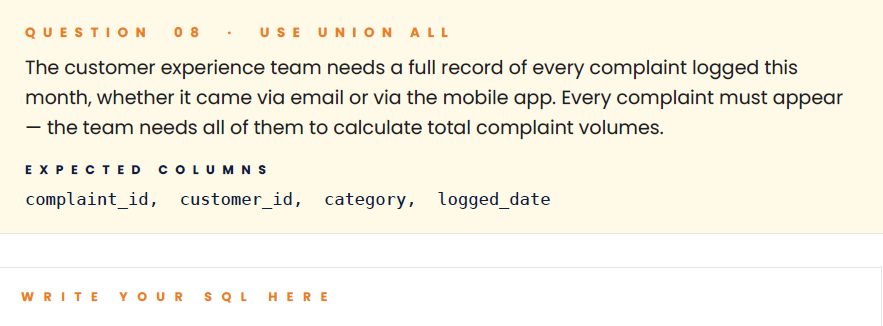 QUESTION 08 · USE UNION ALL
The customer experience team needs a full record of every complaint logged this
month, whether it came via email or via the mobile app. Every complaint must appear
— the team needs all of them to calculate total complaint volumes.
EXPECTED COLUMNS
complaint_id, customer_id, category, logged_date
WRITE YOUR SQL HERE